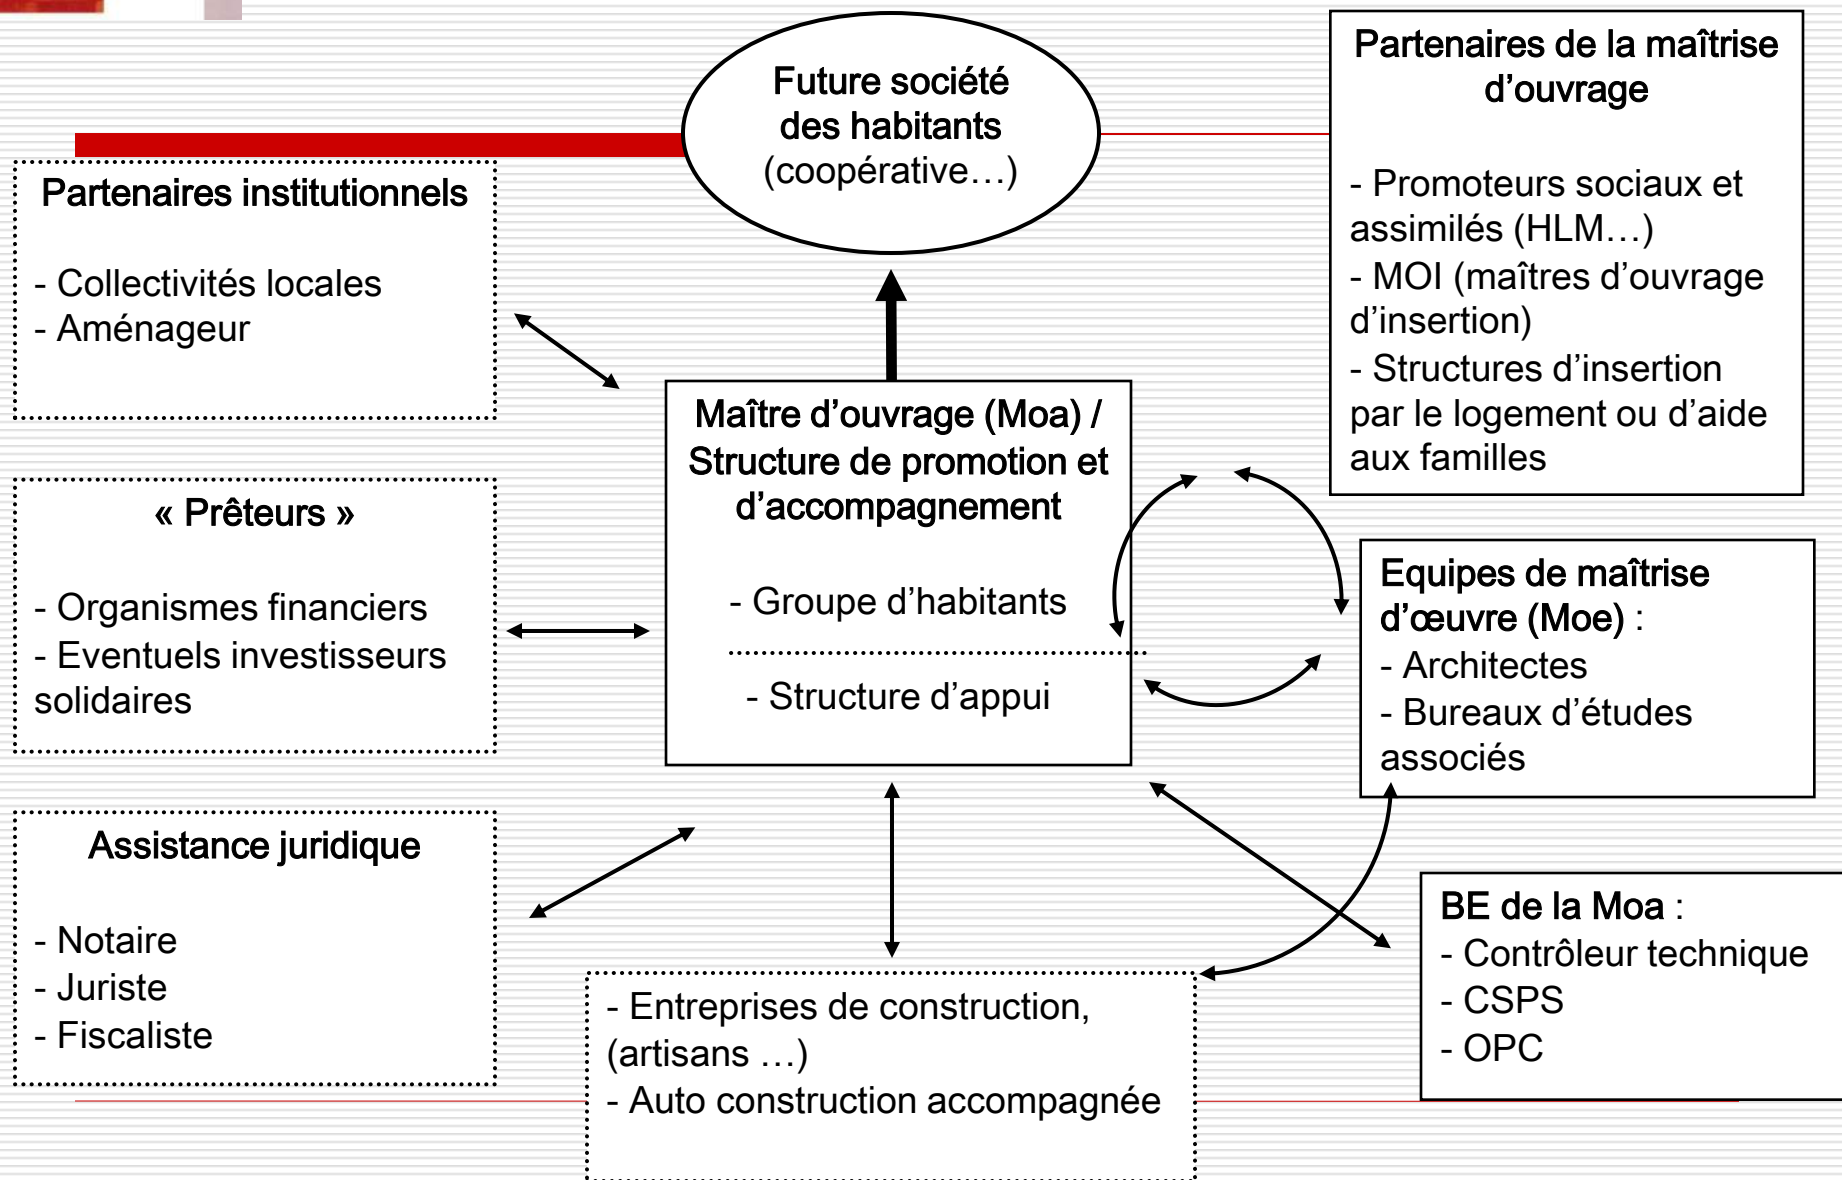 Future société
des habitants
(coopérative…)
Partenaires de la maîtrise
d’ouvrage
- Promoteurs sociaux et
assimilés (HLM…)
- MOI (maîtres d’ouvrage
d’insertion)
- Structures d’insertion
par le logement ou d’aide
aux familles
Partenaires institutionnels
- Collectivités locales
- Aménageur
Maître d’ouvrage (Moa) /
Structure de promotion et
d’accompagnement
- Groupe d’habitants
- Structure d’appui
« Prêteurs »
- Organismes financiers
- Eventuels investisseurs
solidaires
Equipes de maîtrise
d’œuvre (Moe) :
- Architectes
- Bureaux d’études
associés
Assistance juridique
- Notaire
- Juriste
- Fiscaliste
- Entreprises de construction,
(artisans …)
- Auto construction accompagnée
BE de la Moa :
- Contrôleur technique
- CSPS
- OPC